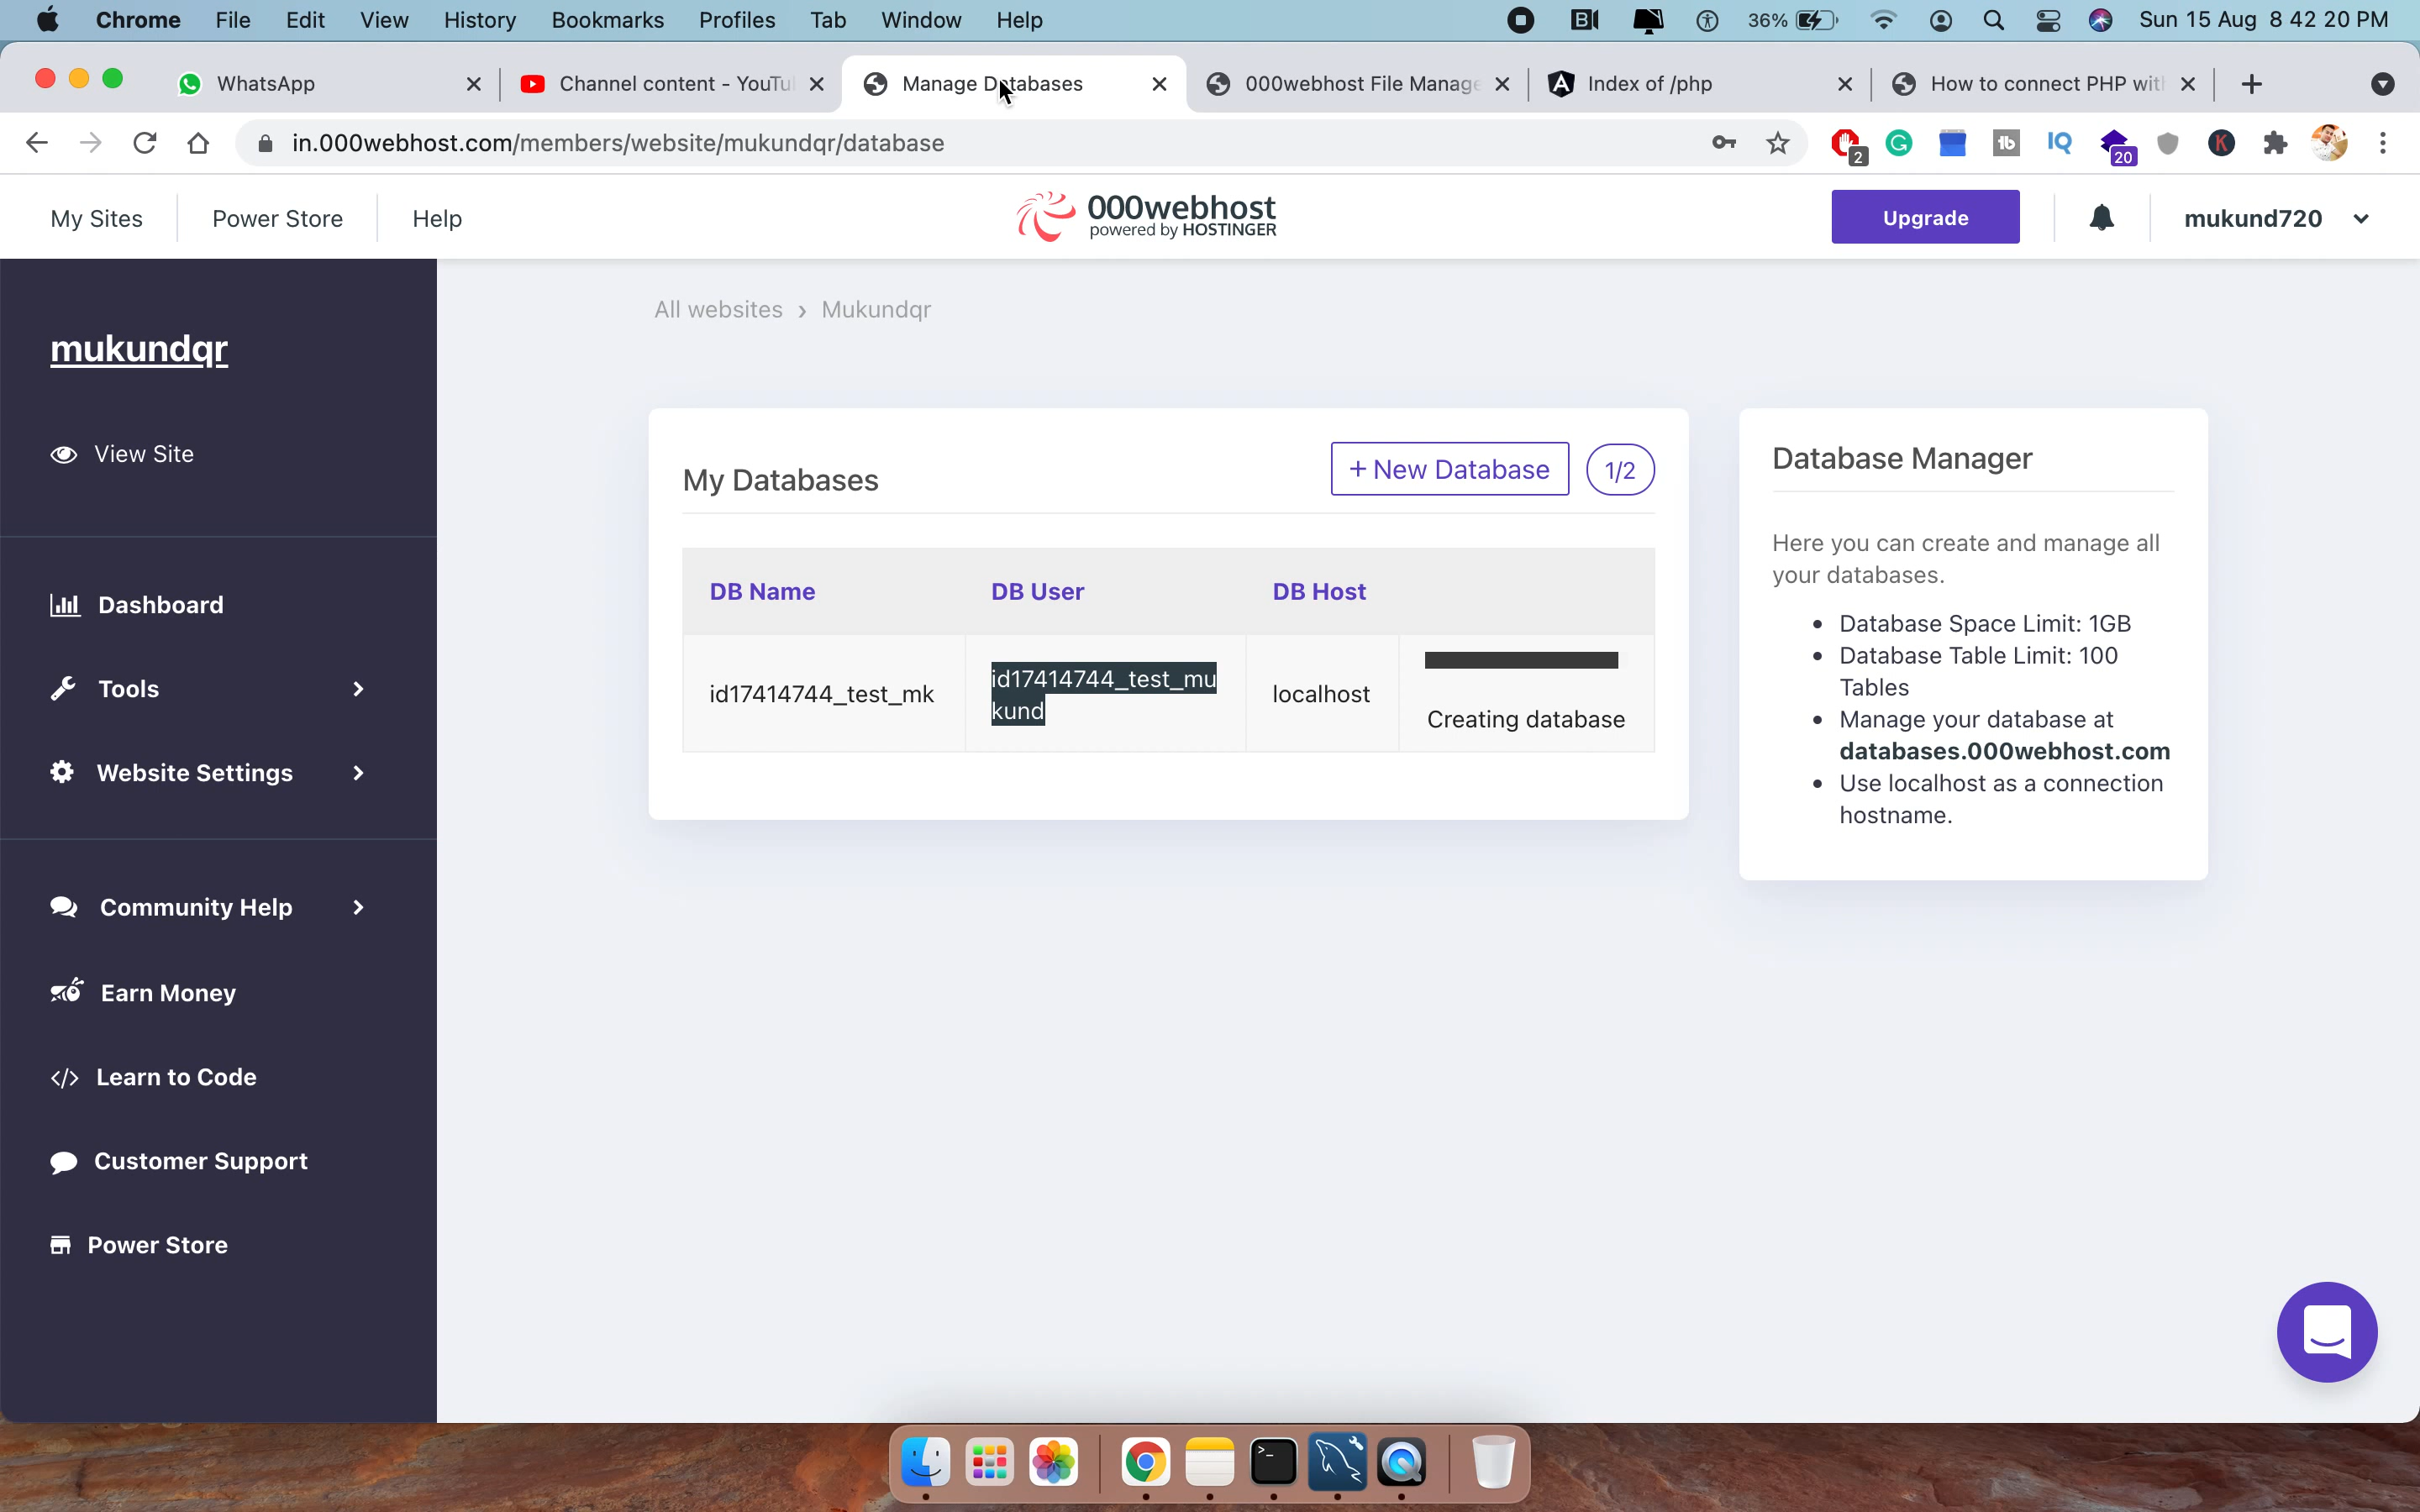 Chrome File Edit View History Bookmarks Profiles Tab Window Help 36% Sun 15 Aug 8 42 20 PM
WhatsApp Channel content - YouTu Manage Databases 000webhost File Manage Index of /php How to connect PHP wit
in.000webhost.com/members/website/mukundqr/database 2 20
My Sites Power Store Help 000webhost Upgrade mukund720
powered by HOSTINGER
All websites › Mukundqr
mukundqr
View Site
Dashboard
Tools
Website Settings
Community Help
Earn Money
Learn to Code
Customer Support
Power Store
My Databases + New Database 1/2
DB Name DB User DB Host
id17414744_test_mk id17414744_test_mu localhost Creating database
kund
Database Manager
Here you can create and manage all
your databases.
• Database Space Limit: 1GB
• Database Table Limit: 100
Tables
• Manage your database at
databases.000webhost.com
• Use localhost as a connection
hostname.